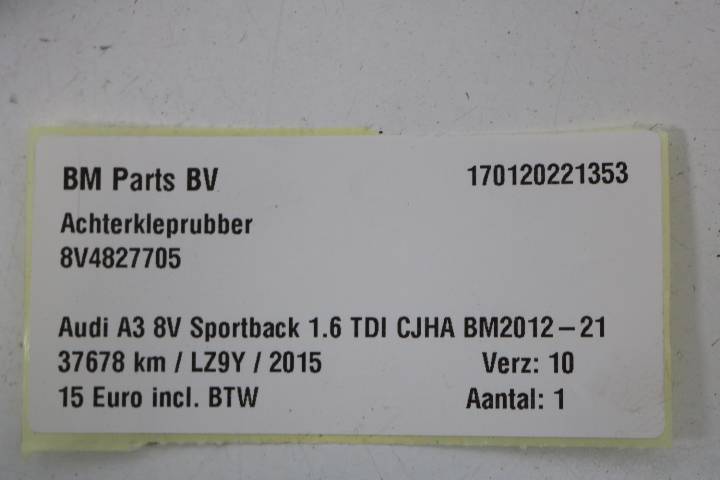 BM Parts BV 170120221353
Achterkleprubber
8V4827705
Audi A3 8V Sportback 1.6 TDI CJHA BM2012-21
37678 km / LZ9Y / 2015 Verz: 10
15 Euro incl. BTW Aantal: 1